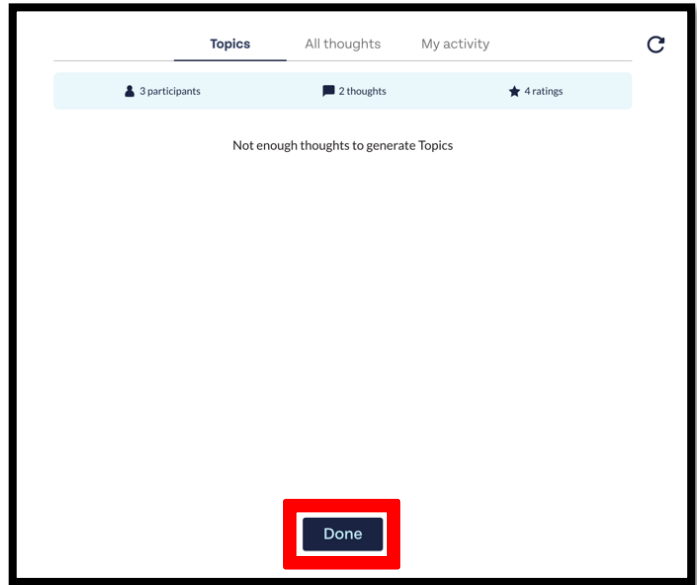 Topics All thoughts My activity
3 participants 2 thoughts 4 ratings
Not enough thoughts to generate Topics
Done